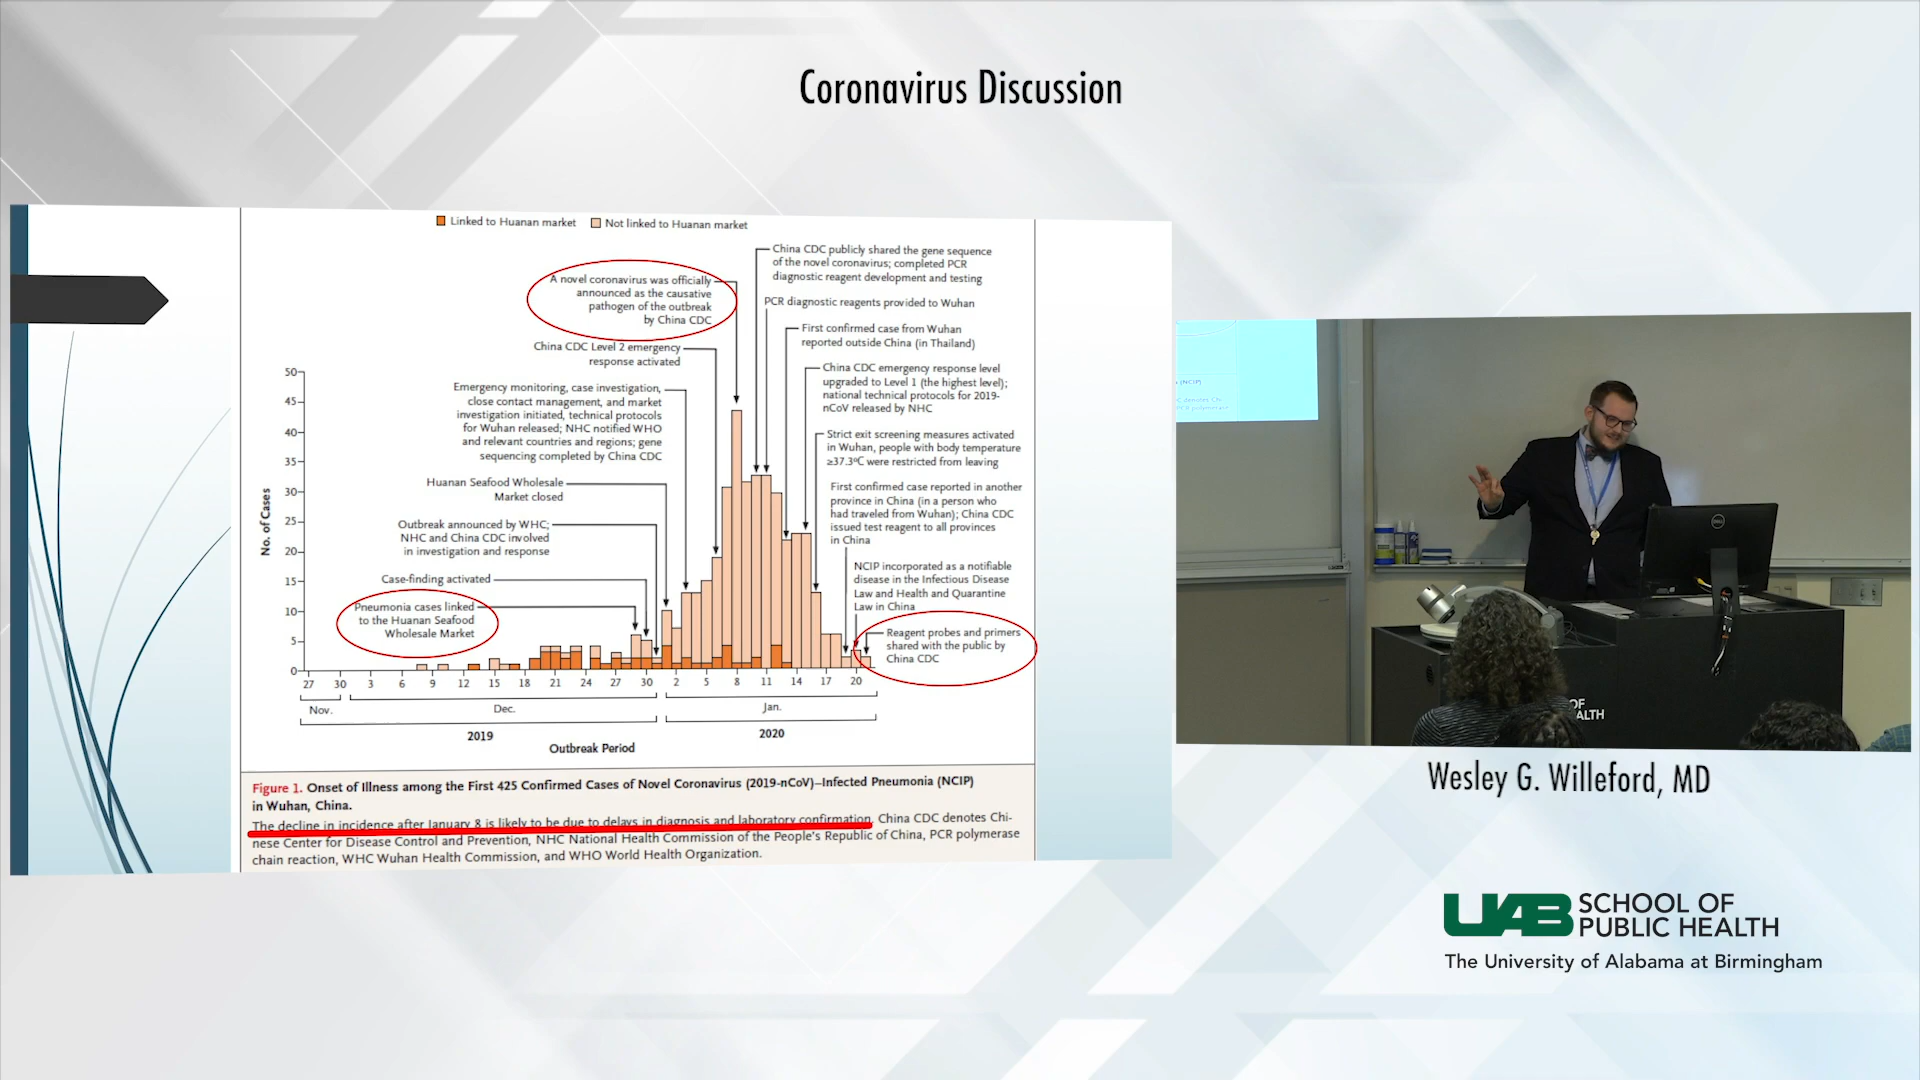 Coronavirus Discussion
Linked to Huanan market
Not linked to Huanan market
China CDC publicly shared the gene sequence
of the novel coronavirus; completed PCR
diagnostic reagent development and testing
A novel coronavirus was officially
announced as the causative
pathogen of the outbreak
by China CDC
PCR diagnostic reagents provided to Wuhan
First confirmed case from Wuhan
reported outside China (in Thailand)
China CDC Level 2 emergency
response activated
China CDC emergency response level
upgraded to Level 1 (the highest level);
national technical protocols for 2019-
nCoV released by NHC
Emergency monitoring, case investigation,
close contact management, and market
investigation initiated, technical protocols
for Wuhan released; NHC notified WHO
and relevant countries and regions; gene
sequencing completed by China CDC
Strict exit screening measures activated
in Wuhan, people with body temperature
≥37.3°C were restricted from leaving
Huanan Seafood Wholesale
Market closed
First confirmed case reported in another
province in China (in a person who
had traveled from Wuhan); China CDC
issued test reagent to all provinces
in China
Outbreak announced by WHC;
NHC and China CDC involved
in investigation and response
NCIP incorporated as a notifiable
disease in the Infectious Disease
Law and Health and Quarantine
Law in China
Case-finding activated
Pneumonia cases linked
to the Huanan Seafood
Wholesale Market
Reagent probes and primers
shared with the public by
China CDC
No. of Cases
50
45
40
35
30
25
20
15
10
5
0
27 30 3 6 9 12 15 18 21 24 27 30 2 5 8 11 14 17 20
Nov. Dec. Jan.
2019 2020
Outbreak Period
Figure 1. Onset of Illness among the First 425 Confirmed Cases of Novel Coronavirus (2019-nCoV)–Infected Pneumonia (NCIP)
in Wuhan, China.
The decline in incidence after January 8 is likely to be due to delays in diagnosis and laboratory confirmation. China CDC denotes Chi-
nese Center for Disease Control and Prevention, NHC National Health Commission of the People's Republic of China, PCR polymerase
chain reaction, WHC Wuhan Health Commission, and WHO World Health Organization.
(NCIP)
C denotes Chi-
PCR polymerase
DELL
OF
ALTH
Wesley G. Willeford, MD
UAB SCHOOL OF
PUBLIC HEALTH
The University of Alabama at Birmingham